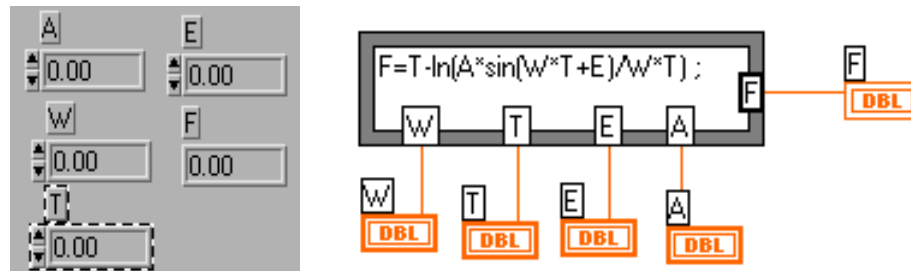 A
E
0.00
0.00
W
F
0.00
0.00
T
0.00
F=T-ln(A*sin(W*T+E)/W*T) ;
F
F
DBL
W
T
E
A
W
T
E
A
DBL
DBL
DBL
DBL